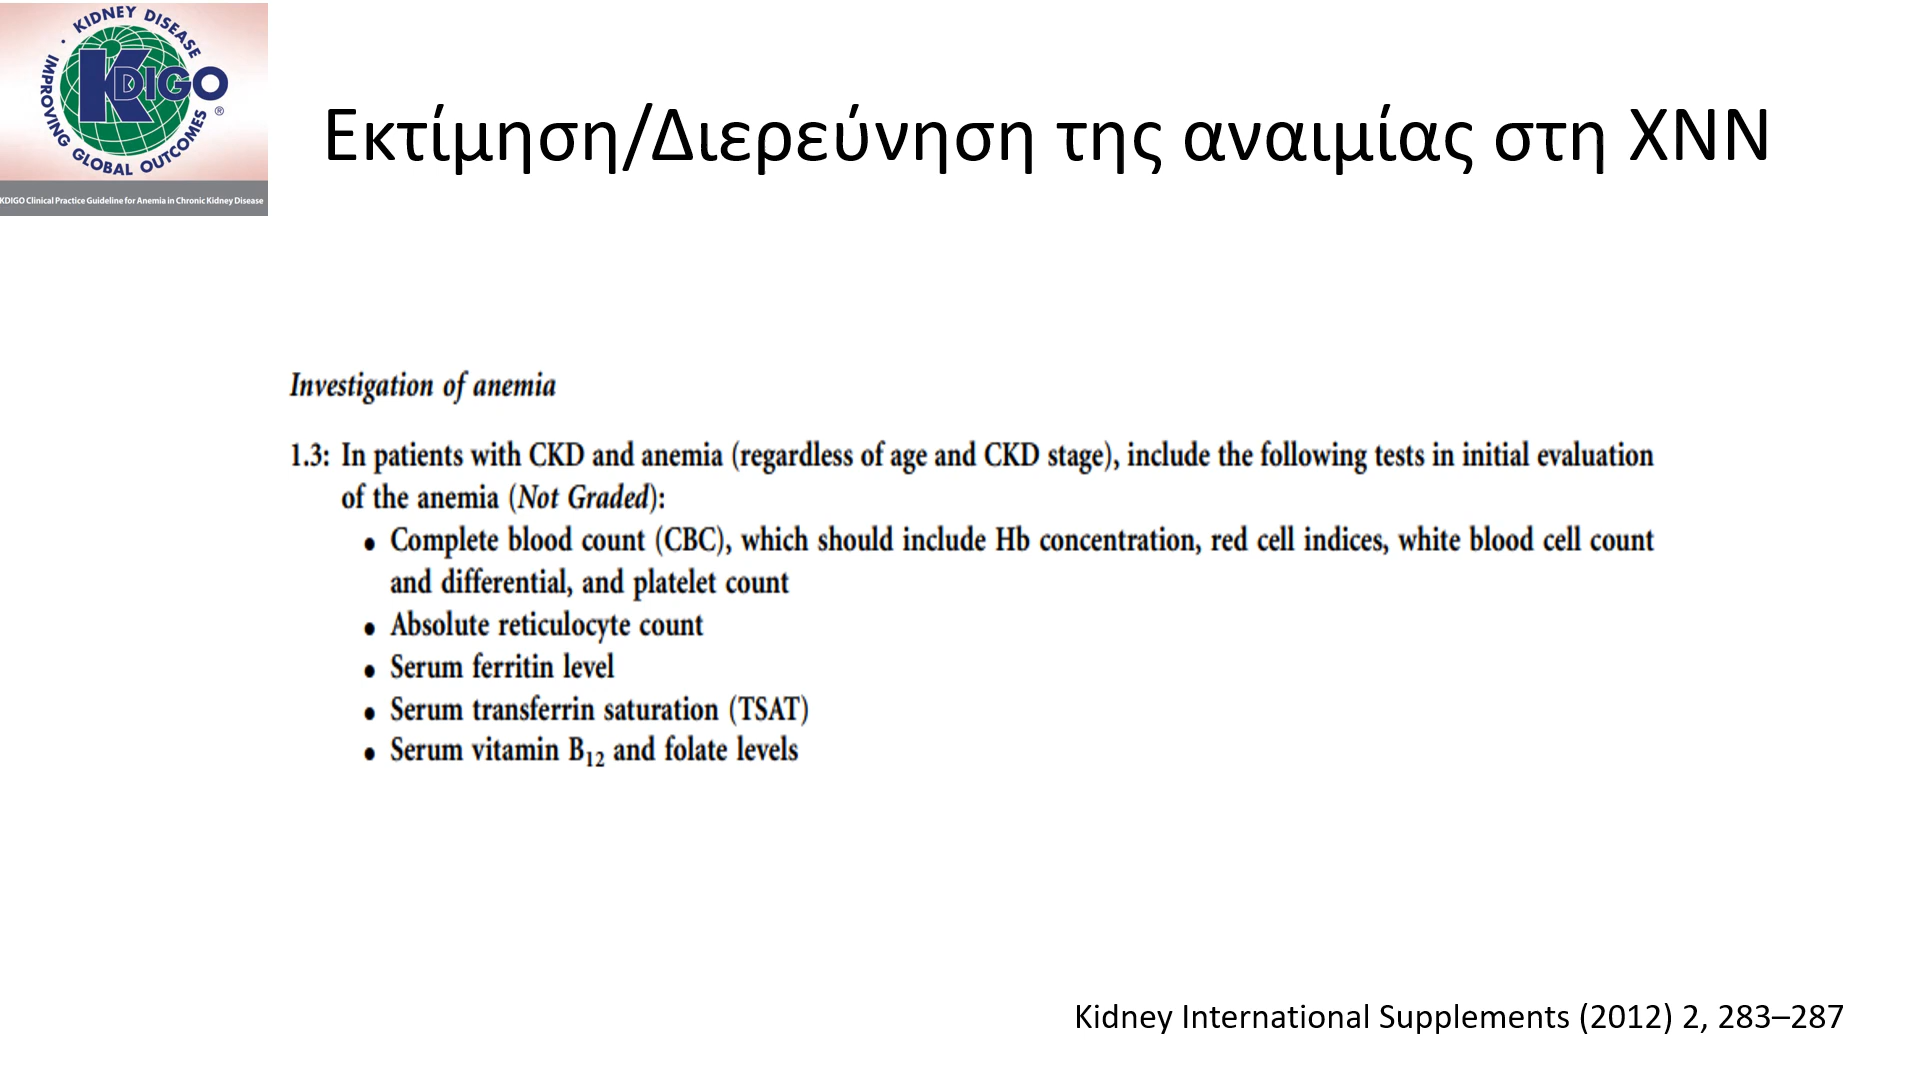 · KIDNEY DISEASE
IMPROVING GLOBAL OUTCOMES
KDIGO ®
KDIGO Clinical Practice Guideline for Anemia in Chronic Kidney Disease
Εκτίμηση/Διερεύνηση της αναιμίας στη ΧΝΝ
Investigation of anemia
1.3: In patients with CKD and anemia (regardless of age and CKD stage), include the following tests in initial evaluation
of the anemia (Not Graded):
● Complete blood count (CBC), which should include Hb concentration, red cell indices, white blood cell count
and differential, and platelet count
● Absolute reticulocyte count
● Serum ferritin level
● Serum transferrin saturation (TSAT)
● Serum vitamin B₁₂ and folate levels
Kidney International Supplements (2012) 2, 283–287